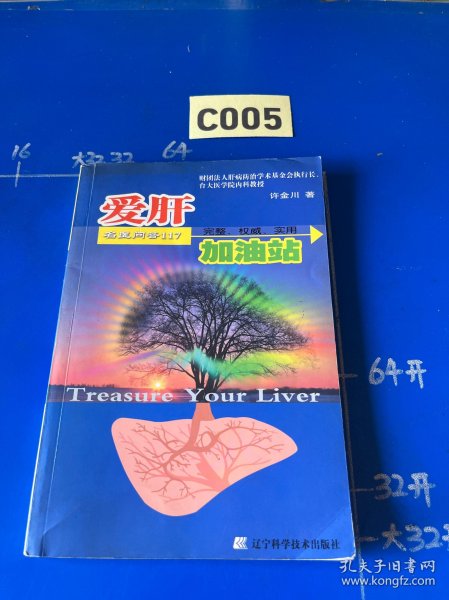 C005
16
大32 32
64
财团法人肝病防治学术基金会执行长、
台大医学院内科教授
许金川 著
爱肝
名医问答117
完整、权威、实用
加油站
64开
Treasure Your Liver
32开
大32
辽宁科学技术出版社
孔夫子旧书网
www.kongfz.com